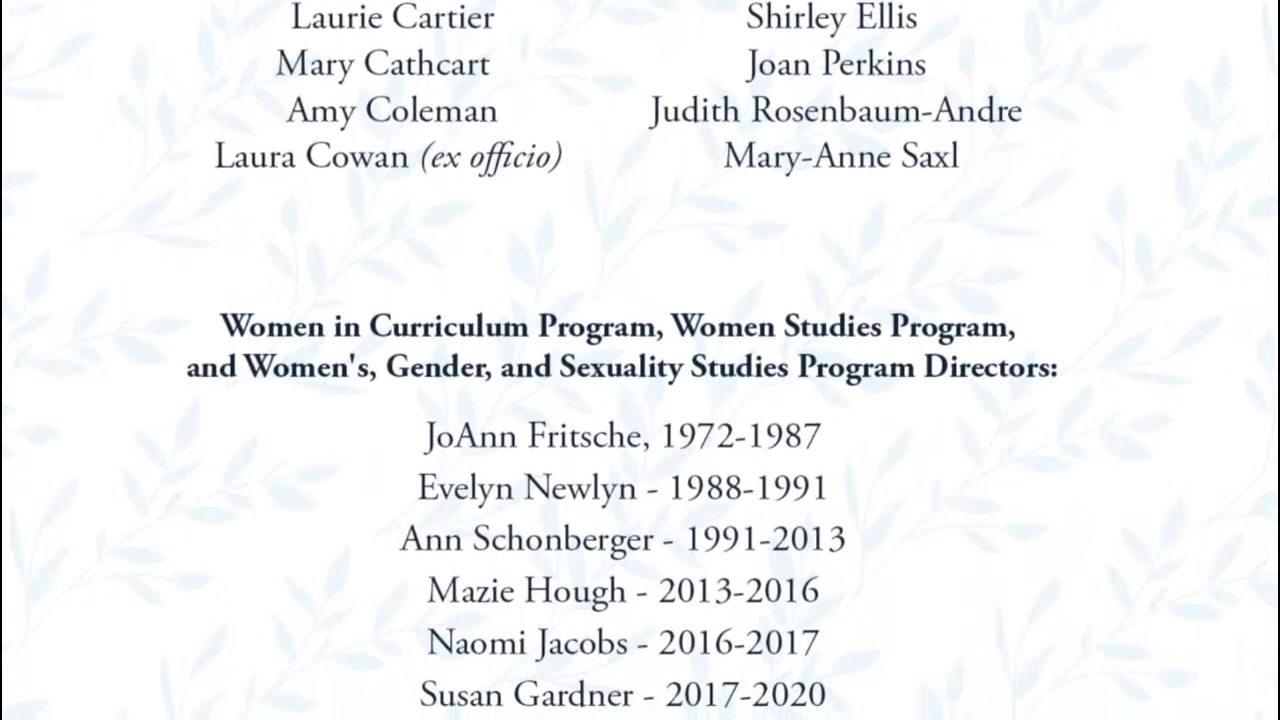 Laurie Cartier
Mary Cathcart
Amy Coleman
Laura Cowan (ex officio)
Shirley Ellis
Joan Perkins
Judith Rosenbaum-Andre
Mary-Anne Saxl
Women in Curriculum Program, Women Studies Program,
and Women's, Gender, and Sexuality Studies Program Directors:
JoAnn Fritsche, 1972-1987
Evelyn Newlyn - 1988-1991
Ann Schonberger - 1991-2013
Mazie Hough - 2013-2016
Naomi Jacobs - 2016-2017
Susan Gardner - 2017-2020